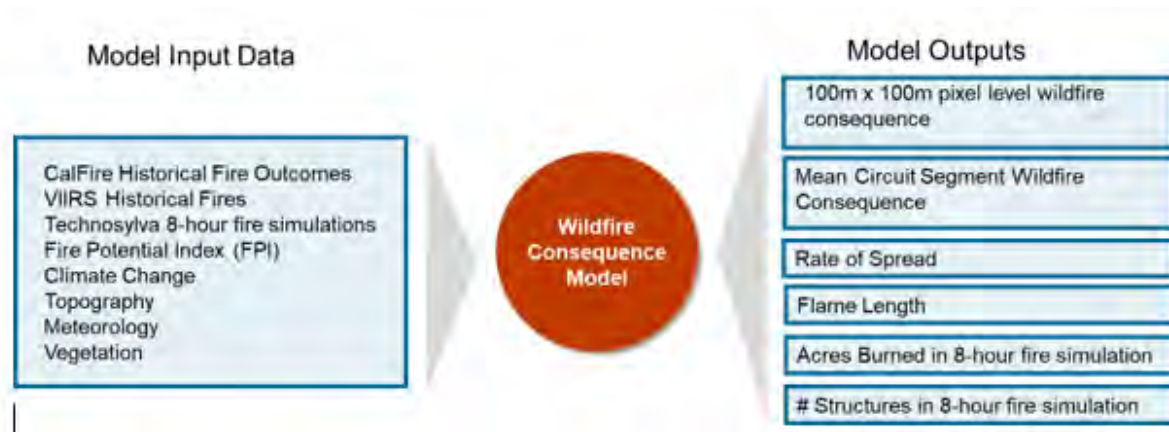 Model Input Data
CalFire Historical Fire Outcomes
VIIRS Historical Fires
Technosylva 8-hour fire simulations
Fire Potential Index (FPI)
Climate Change
Topography
Meteorology
Vegetation
Wildfire
Consequence
Model
Model Outputs
100m x 100m pixel level wildfire
consequence
Mean Circuit Segment Wildfire
Consequence
Rate of Spread
Flame Length
Acres Burned in 8-hour fire simulation
# Structures in 8-hour fire simulation